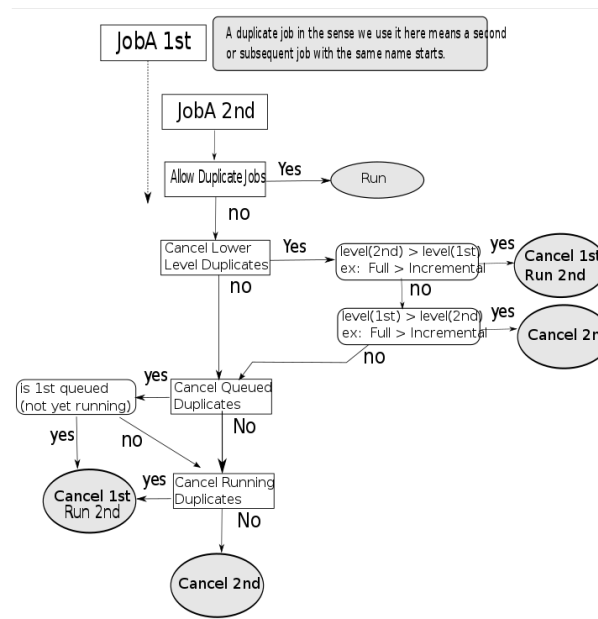 JobA 1st
A duplicate job in the sense we use it here means a second
or subsequent job with the same name starts.
JobA 2nd
Allow Duplicate Jobs
Yes
Run
no
Cancel Lower
Level Duplicates
Yes
level(2nd) > level(1st)
ex: Full > Incremental
yes
Cancel 1st
Run 2nd
no
no
level(1st) > level(2nd)
ex: Full > Incremental
yes
Cancel 2n
no
is 1st queued
(not yet running)
yes
Cancel Queued
Duplicates
yes
no
No
Cancel 1st
Run 2nd
yes
Cancel Running
Duplicates
No
Cancel 2nd